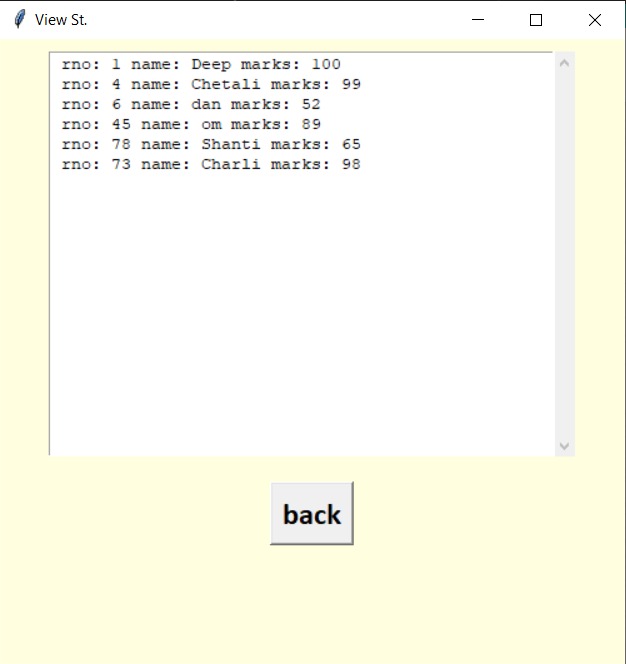 View St.
rno: 1 name: Deep marks: 100
rno: 4 name: Chetali marks: 99
rno: 6 name: dan marks: 52
rno: 45 name: om marks: 89
rno: 78 name: Shanti marks: 65
rno: 73 name: Charli marks: 98
back